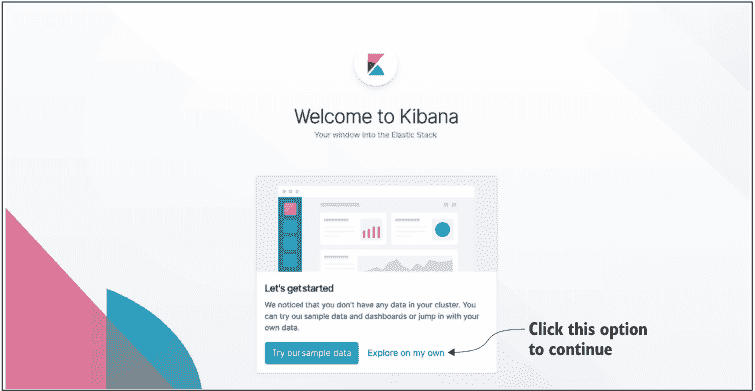 Welcome to Kibana
Your window into the Elastic Stack
Let's get started
We noticed that you don't have any data in your cluster. You
can try our sample data and dashboards or jump in with your
own data.
Try our sample data
Explore on my own
Click this option
to continue